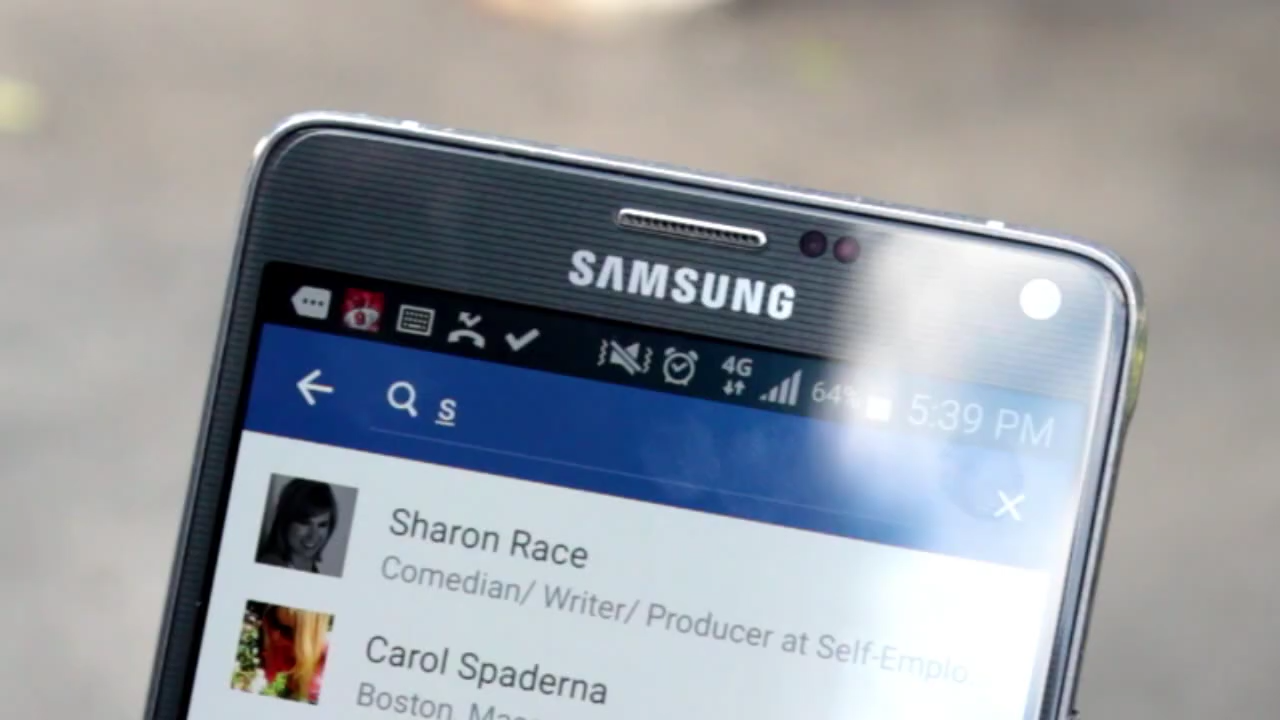 SAMSUNG
4G 64% 5:39 PM
s
Sharon Race
Comedian/ Writer/ Producer at Self-Emplo
Carol Spaderna
Boston,